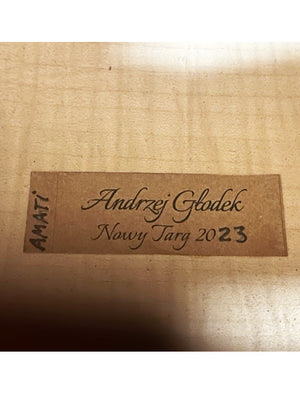 AMATI
Andrzej Głodek
Nowy Targ 2023